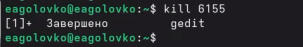 eagolovko@eagolovko:~$ kill 6155
[1]+  Завершено      gedit
eagolovko@eagolovko:~$